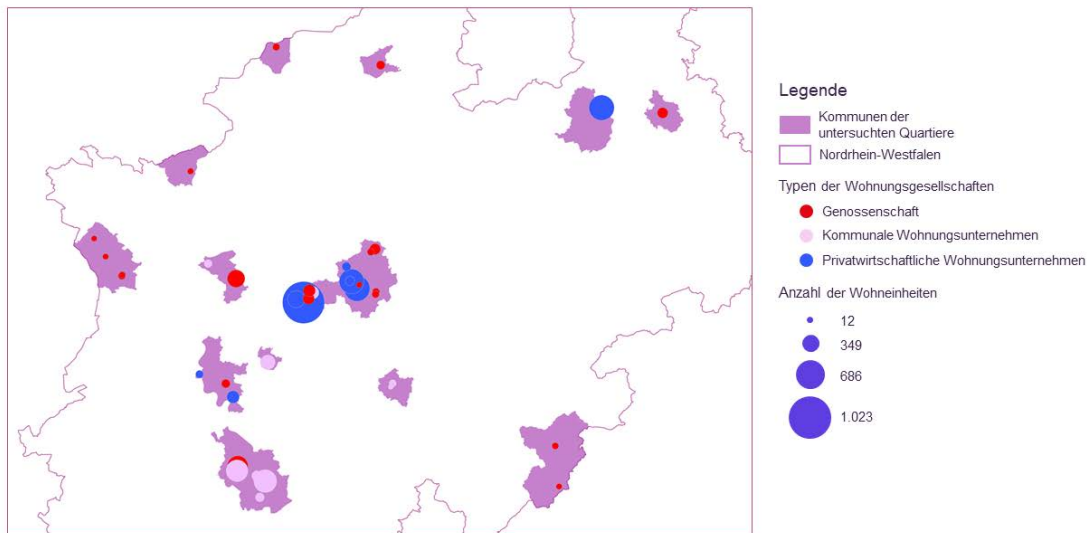 Legende
Kommunen der
untersuchten Quartiere
Nordrhein-Westfalen
Typen der Wohnungsgesellschaften
Genossenschaft
Kommunale Wohnungsunternehmen
Privatwirtschaftliche Wohnungsunternehmen
Anzahl der Wohneinheiten
12
349
686
1.023